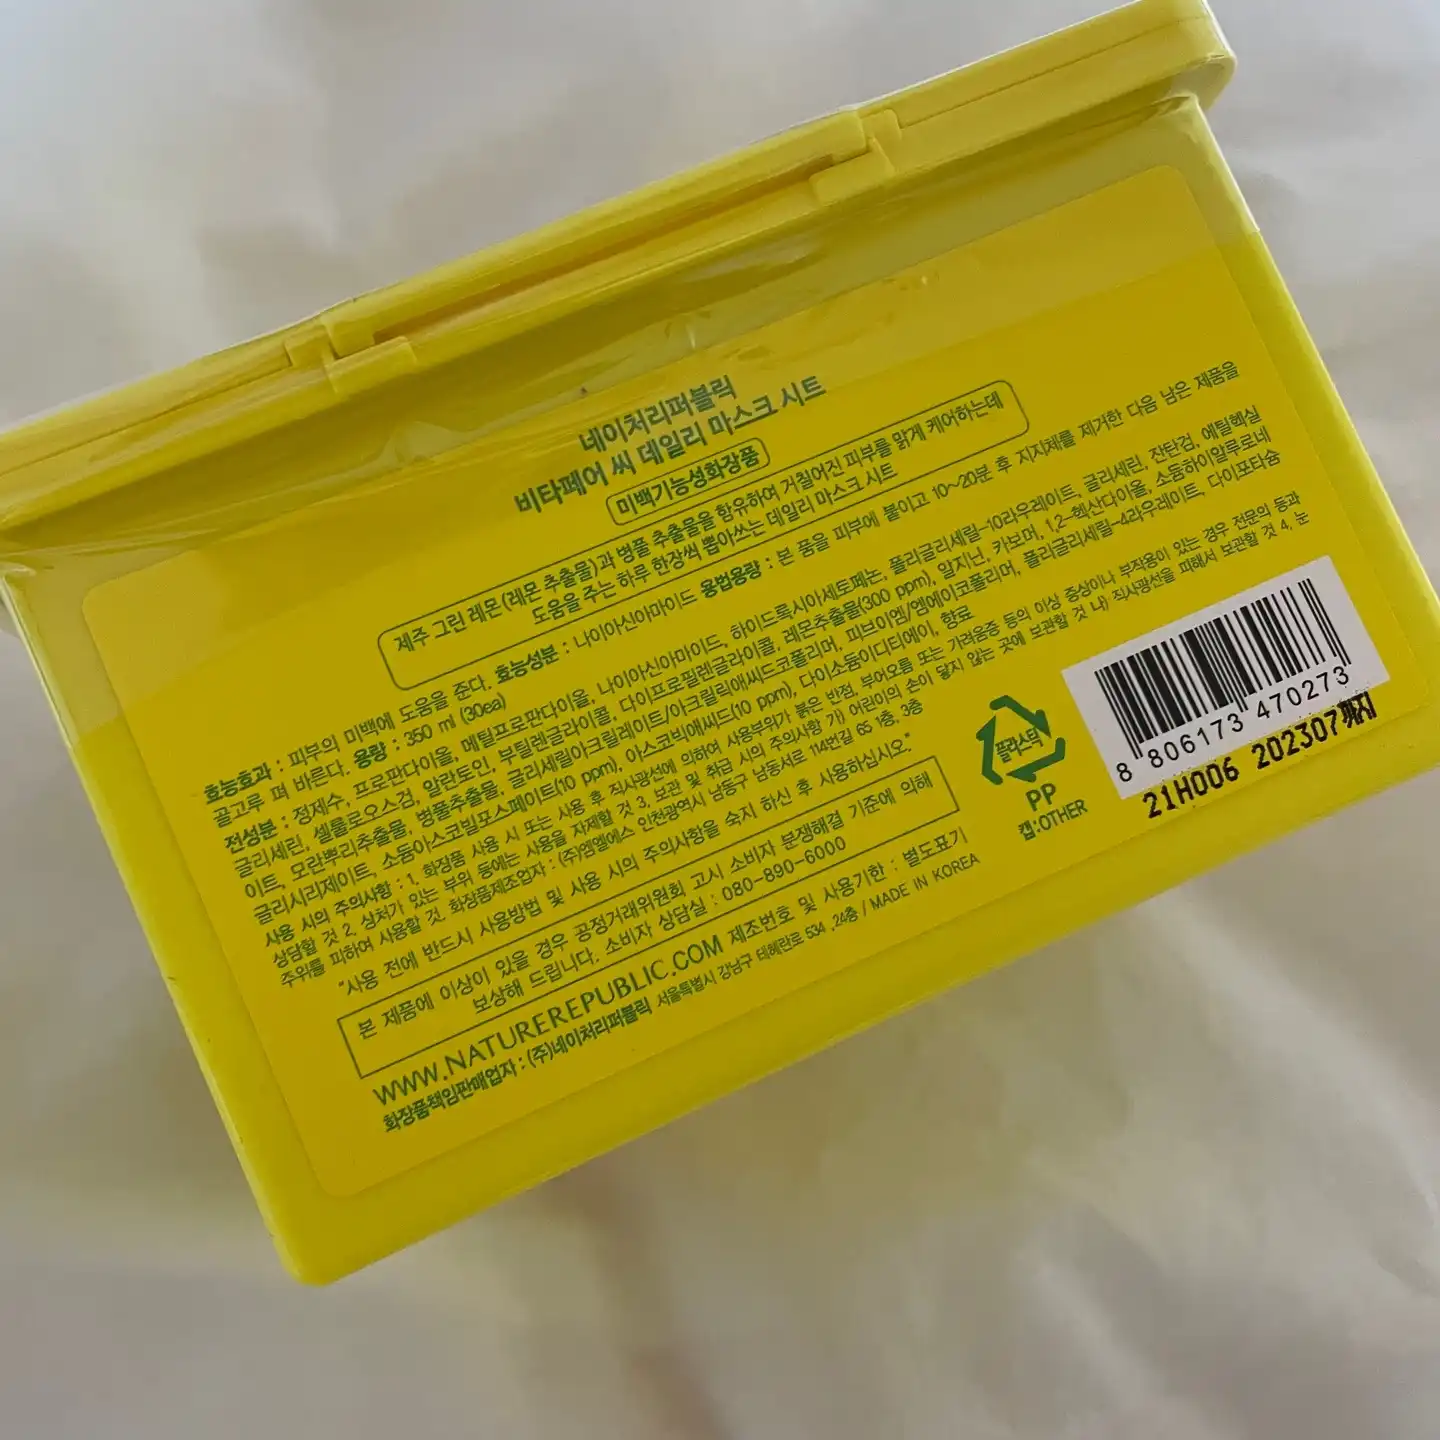 네이처리퍼블릭
비타페어 씨 데일리 마스크 시트
미백기능성화장품
제주 그린 레몬(레몬 추출물)과 병풀 추출물을 함유하여 거칠어진 피부를 맑게 케어하는데
도움을 주는 하루 한장씩 뽑아쓰는 데일리 마스크 시트
효능효과 : 피부의 미백에 도움을 준다. 효능성분 : 나이아신아마이드 용법용량 : 본 품을 피부에 붙이고 10~20분 후 지지체를 제거한 다음 남은 제품을
골고루 펴 바른다. 용량 : 350 ml (30ea)
전성분 : 정제수, 프로판다이올, 메틸프로판다이올, 나이아신아마이드, 하이드록시아세토페논, 폴리글리세릴-10라우레이트, 글리세린, 잔탄검, 에틸헥실
글리세린, 셀룰로오스검, 알란토인, 부틸렌글라이콜, 다이프로필렌글라이콜, 레몬추출물(300 ppm), 알지닌, 카보머, 1,2-헥산다이올, 소듐하이알루로네
이트, 모란뿌리추출물, 병풀추출물, 글리세릴아크릴레이트/아크릴릭애씨드코폴리머, 피브이엠/엠에이코폴리머, 폴리글리세릴-4라우레이트, 다이포타슘
글리시리제이트, 소듐아스코빌포스페이트(10 ppm), 아스코빅애씨드(10 ppm), 다이소듐이디티에이, 향료
사용 시의 주의사항 : 1. 화장품 사용 시 또는 사용 후 직사광선에 의하여 사용부위가 붉은 반점, 부어오름 또는 가려움증 등의 이상 증상이나 부작용이 있는 경우 전문의 등과
상담할 것 2. 상처가 있는 부위 등에는 사용을 자제할 것 3. 보관 및 취급 시의 주의사항 가) 어린이의 손이 닿지 않는 곳에 보관할 것 나) 직사광선을 피해서 보관할 것 4. 눈
주위를 피하여 사용할 것. 화장품제조업자 : (주)엠엘에스 인천광역시 남동구 남동서로 114번길 65 1층, 3층
"사용 전에 반드시 사용방법 및 사용 시의 주의사항을 숙지 하신 후 사용하십시오."
본 제품에 이상이 있을 경우 공정거래위원회 고시 소비자 분쟁해결 기준에 의해
보상해 드립니다. 소비자 상담실 : 080-890-6000
WWW.NATUREREPUBLIC.COM 제조번호 및 사용기한 : 별도표기
화장품책임판매업자 : (주)네이처리퍼블릭 서울특별시 강남구 테헤란로 534 ,24층 / MADE IN KOREA
플라스틱
PP
캡:OTHER
8 806173 470273
21H006 202307까지